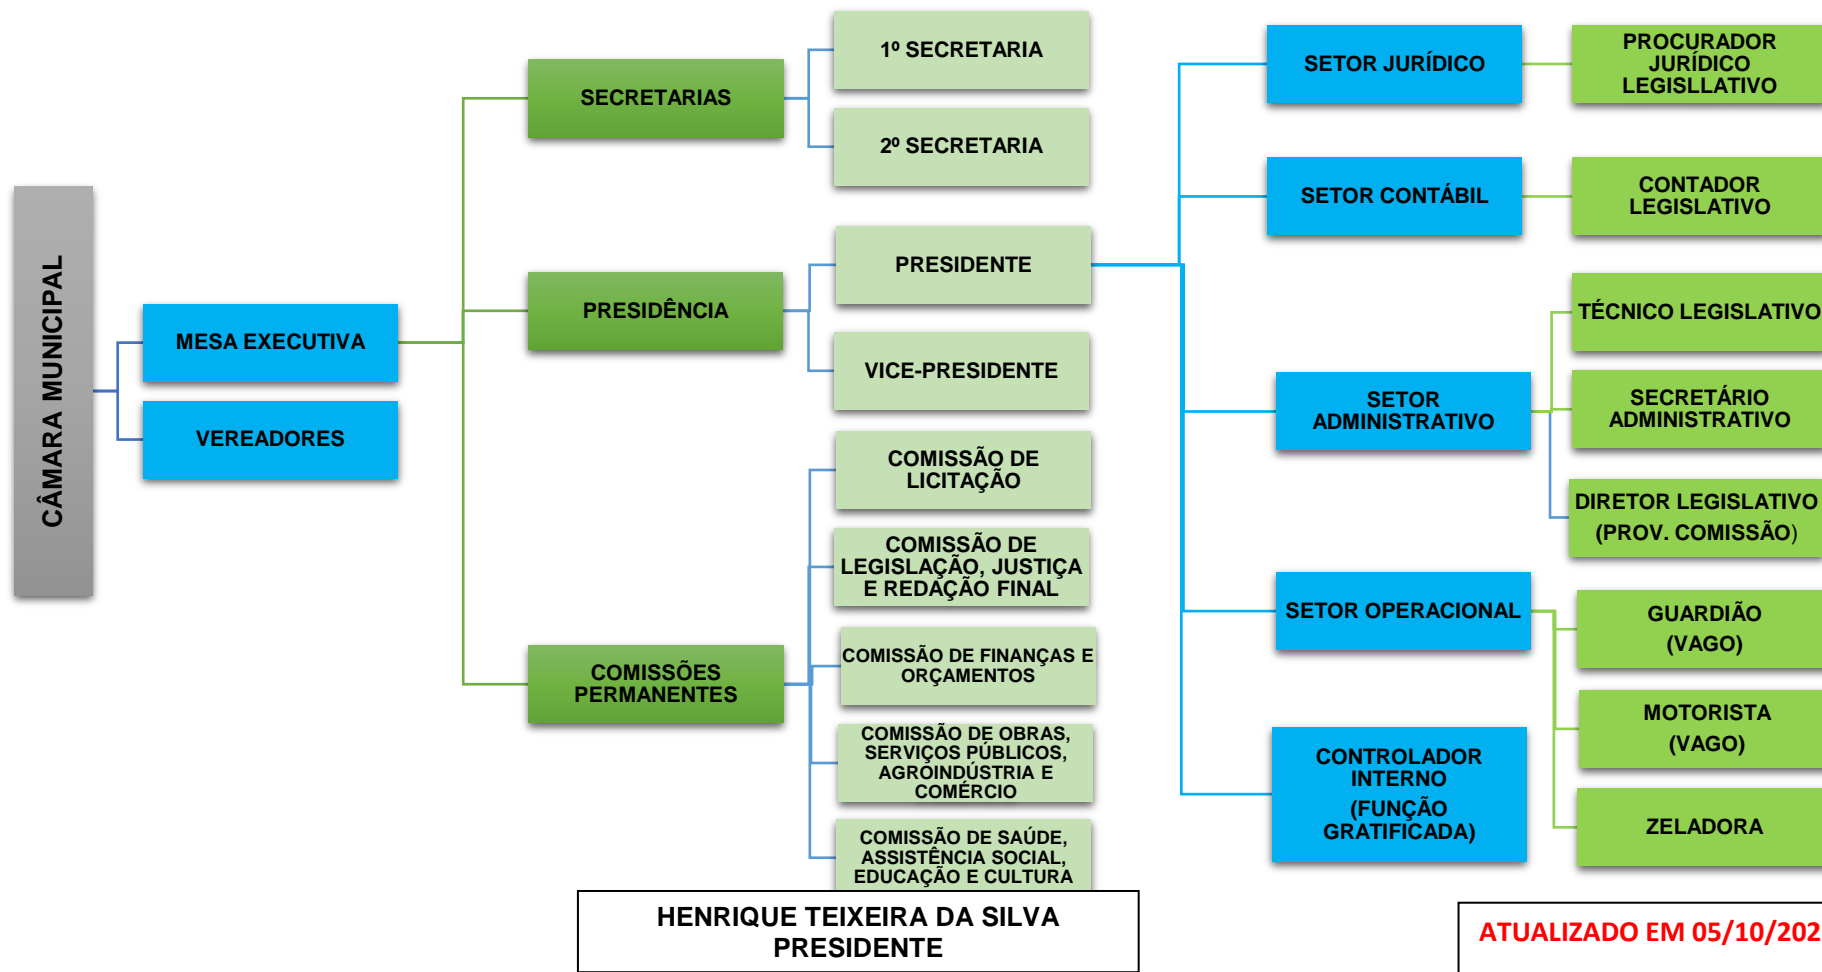 CÂMARA MUNICIPAL
MESA EXECUTIVA
VEREADORES
SECRETARIAS
PRESIDÊNCIA
COMISSÕES
PERMANENTES
1º SECRETARIA
2º SECRETARIA
PRESIDENTE
VICE-PRESIDENTE
COMISSÃO DE
LICITAÇÃO
COMISSÃO DE
LEGISLAÇÃO, JUSTIÇA
E REDAÇÃO FINAL
COMISSÃO DE FINANÇAS E
ORÇAMENTOS
COMISSÃO DE OBRAS,
SERVIÇOS PÚBLICOS,
AGROINDÚSTRIA E
COMÉRCIO
COMISSÃO DE SAÚDE,
ASSISTÊNCIA SOCIAL,
EDUCAÇÃO E CULTURA
SETOR JURÍDICO
SETOR CONTÁBIL
SETOR
ADMINISTRATIVO
SETOR OPERACIONAL
CONTROLADOR
INTERNO
(FUNÇÃO
GRATIFICADA)
PROCURADOR
JURÍDICO
LEGISLLATIVO
CONTADOR
LEGISLATIVO
TÉCNICO LEGISLATIVO
SECRETÁRIO
ADMINISTRATIVO
DIRETOR LEGISLATIVO
(PROV. COMISSÃO)
GUARDIÃO
(VAGO)
MOTORISTA
(VAGO)
ZELADORA
HENRIQUE TEIXEIRA DA SILVA
PRESIDENTE
ATUALIZADO EM 05/10/202